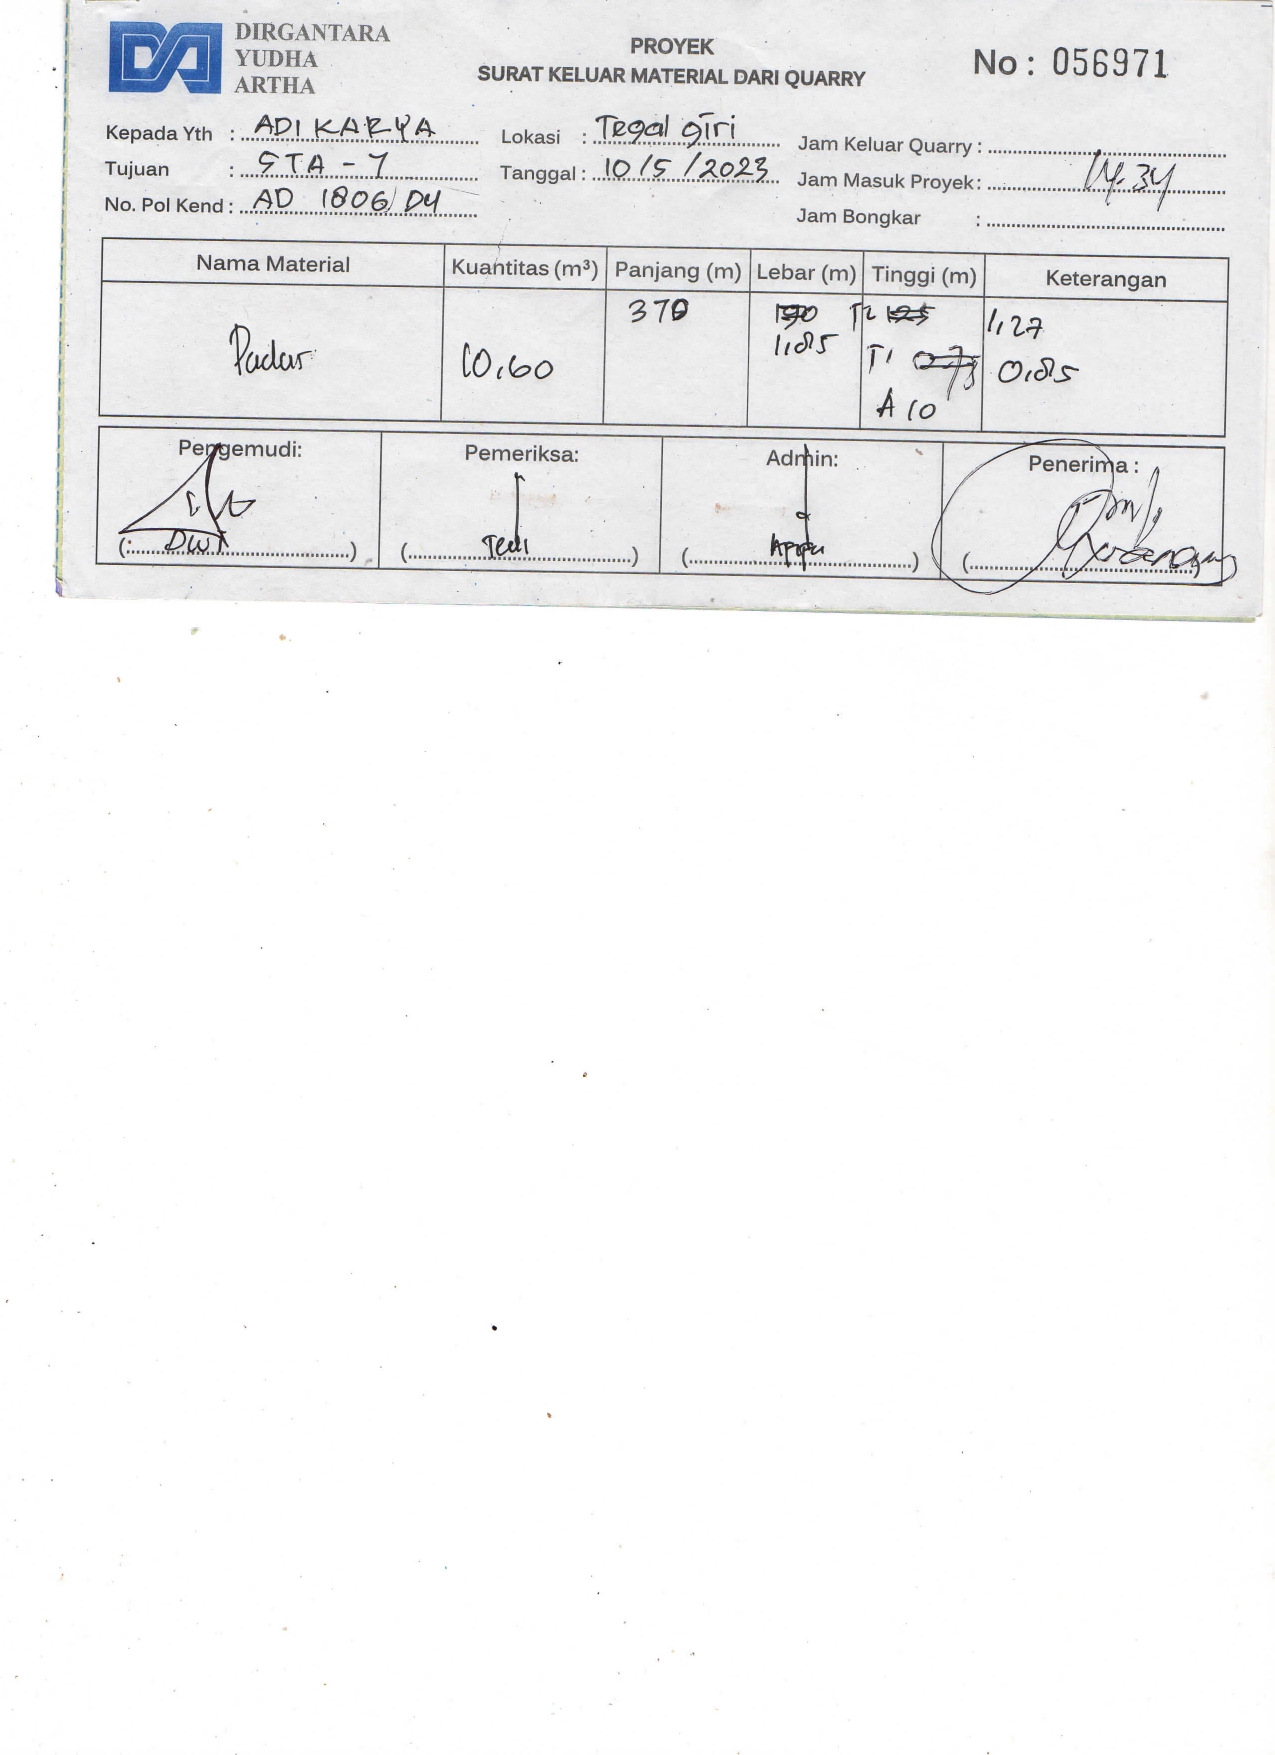 DIRGANTARA
YUDHA
ARTHA
PROYEK
SURAT KELUAR MATERIAL DARI QUARRY
No : 056971
Kepada Yth : ADI KARYA
Tujuan : STA - 7
No. Pol Kend : AD 1806 DY
Lokasi : Tegal giri
Tanggal : 10/5/2023
Jam Keluar Quarry :
Jam Masuk Proyek : 14.34
Jam Bongkar :
Nama Material Kuantitas (m³) Panjang (m) Lebar (m) Tinggi (m) Keterangan
Padas 10,60 370 190 T2 125 1,27
1,85 T1 0,85
A 10
Pengemudi: Pemeriksa: Admin: Penerima :
(DWI) (Tedi) ( ) ( )